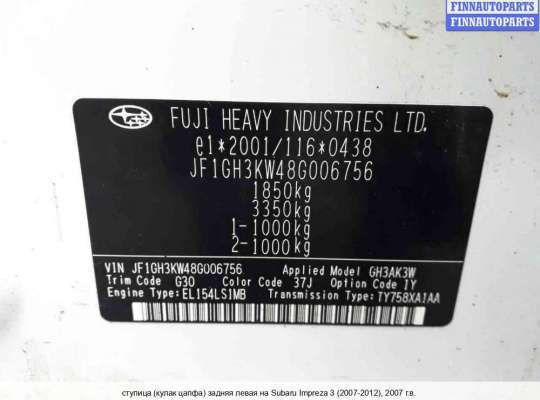 FINNAUTOPARTS
FINNAUTOPARTS
FINNAUTOPARTS
FUJI HEAVY INDUSTRIES LTD.
e1*2001/116*0438
JF1GH3KW48G006756
1850kg
3350kg
1-1000kg
2-1000kg
VIN JF1GH3KW48G006756 Applied Model GH3AK3W
Trim Code G30 Color Code 37J Option Code IY
Engine Type:EL154LS1MB Transmission Type:TY758XA1AA
ступица (кулак цапфа) задняя левая на Subaru Impreza 3 (2007-2012), 2007 г.в.